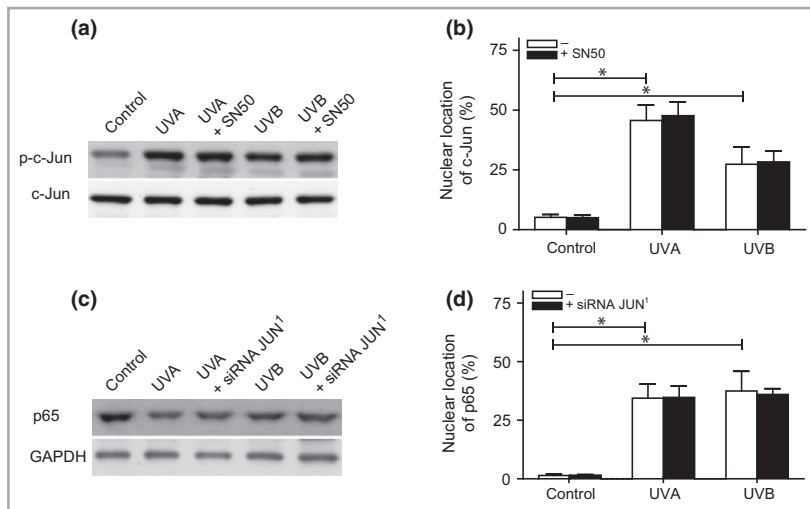 (a)
Control
UVA
UVA
+ SN50
UVB
UVB
+ SN50
p-c-Jun
c-Jun
(b)
–
+ SN50
Nuclear location
of c-Jun (%)
75
50
25
0
*
*
Control
UVA
UVB
(c)
Control
UVA
UVA
+ siRNA JUN¹
UVB
UVB
+ siRNA JUN¹
p65
GAPDH
(d)
–
+ siRNA JUN¹
Nuclear location
of p65 (%)
75
50
25
0
*
*
Control
UVA
UVB